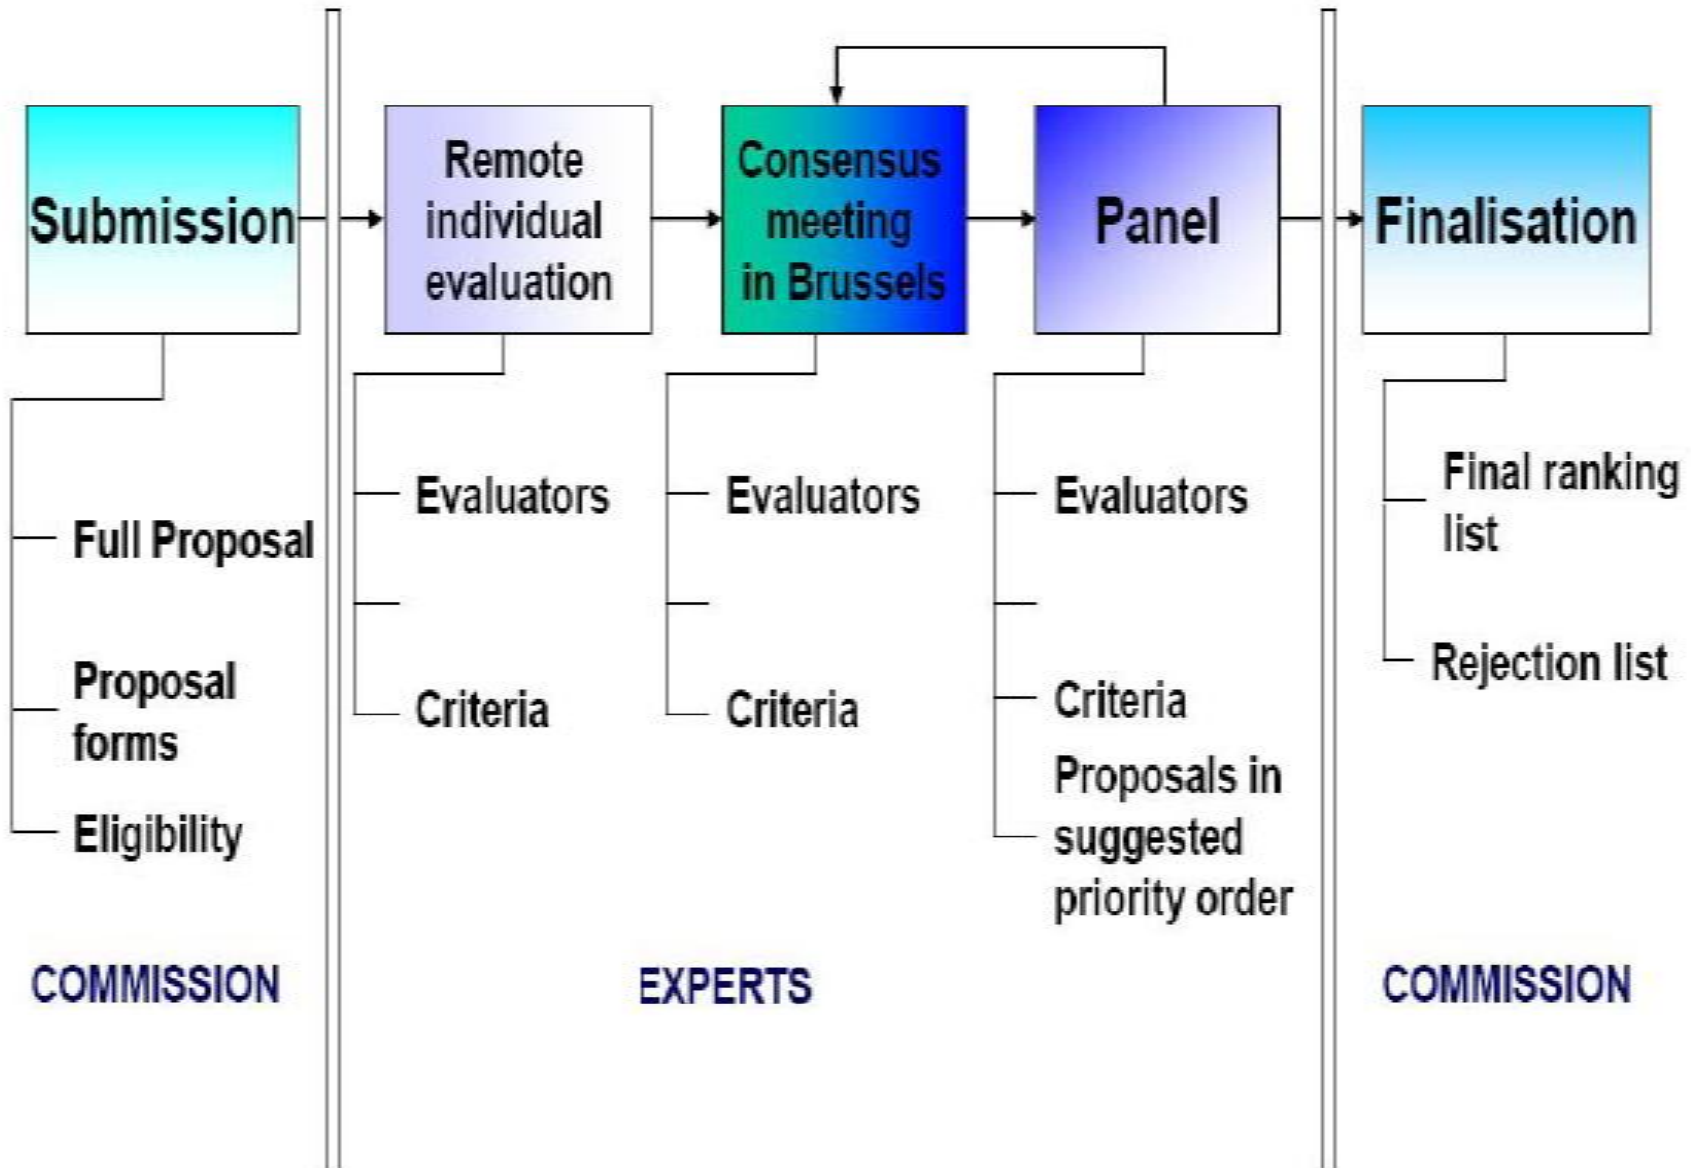 Submission
Remote
individual
evaluation
Consensus
meeting
in Brussels
Panel
Finalisation
Full Proposal
Proposal
forms
Eligibility
Evaluators
Criteria
Evaluators
Criteria
Evaluators
Criteria
Proposals in
suggested
priority order
Final ranking
list
Rejection list
COMMISSION
EXPERTS
COMMISSION